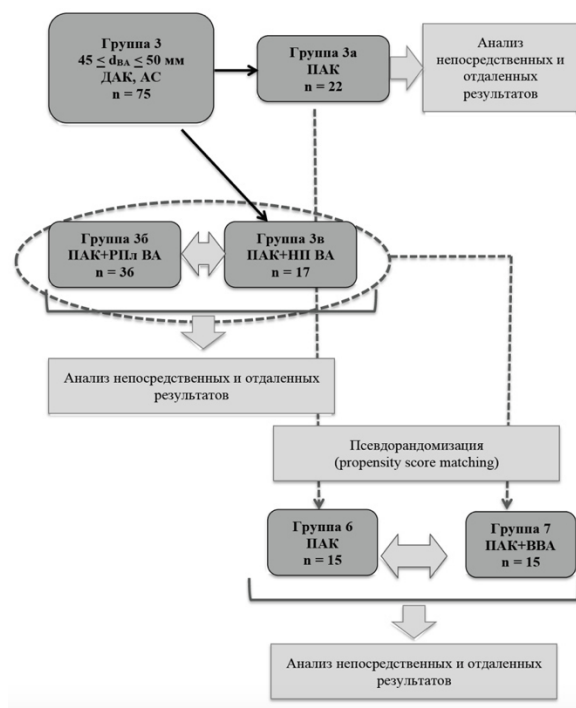 Группа 3
45 ≤ dВА ≤ 50 мм
ДАК, АС
n = 75
Группа 3а
ПАК
n = 22
Анализ
непосредственных и
отдаленных
результатов
Группа 3б
ПАК+РПл ВА
n = 36
Группа 3в
ПАК+НП ВА
n = 17
Анализ непосредственных и отдаленных
результатов
Псевдорандомизация
(propensity score matching)
Группа 6
ПАК
n = 15
Группа 7
ПАК+ВВА
n = 15
Анализ непосредственных и отдаленных
результатов